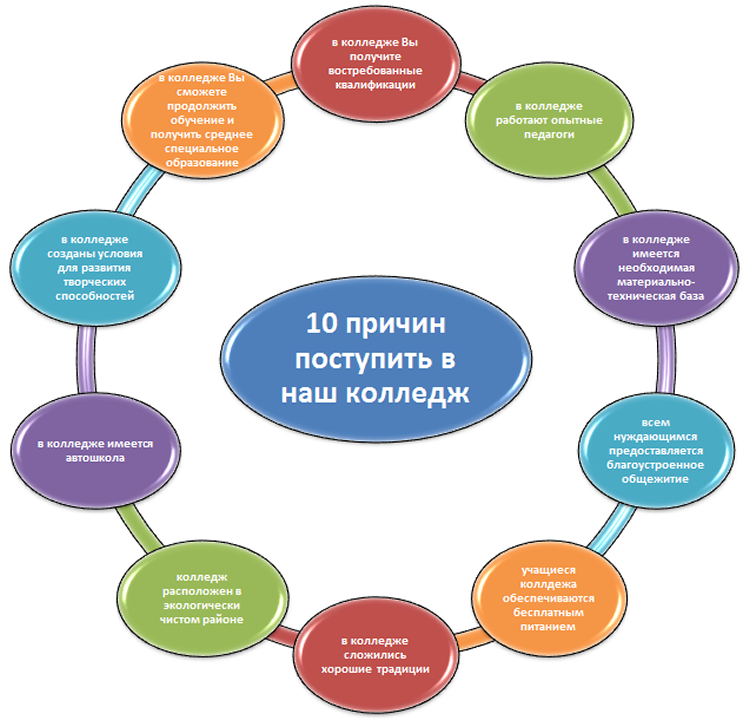 10 причин
поступить в
наш колледж
в колледже Вы
получите
востребованные
квалификации
в колледже
работают опытные
педагоги
в колледже
имеется
необходимая
материально-
техническая база
всем
нуждающимся
предоставляется
благоустроенное
общежитие
учащиеся
коллдежа
обеспечиваются
бесплатным
питанием
в колледже
сложились
хорошие традиции
колледж
расположен в
экологически
чистом районе
в колледже имеется
автошкола
в колледже
созданы условия
для развития
творческих
способностей
в колледже Вы
сможете
продолжить
обучение и
получить среднее
специальное
образование